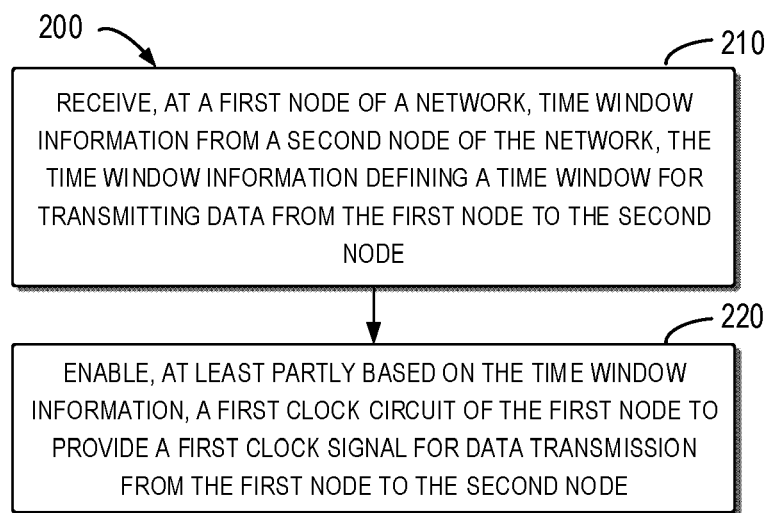 200
210
RECEIVE, AT A FIRST NODE OF A NETWORK, TIME WINDOW
INFORMATION FROM A SECOND NODE OF THE NETWORK, THE
TIME WINDOW INFORMATION DEFINING A TIME WINDOW FOR
TRANSMITTING DATA FROM THE FIRST NODE TO THE SECOND
NODE
220
ENABLE, AT LEAST PARTLY BASED ON THE TIME WINDOW
INFORMATION, A FIRST CLOCK CIRCUIT OF THE FIRST NODE TO
PROVIDE A FIRST CLOCK SIGNAL FOR DATA TRANSMISSION
FROM THE FIRST NODE TO THE SECOND NODE